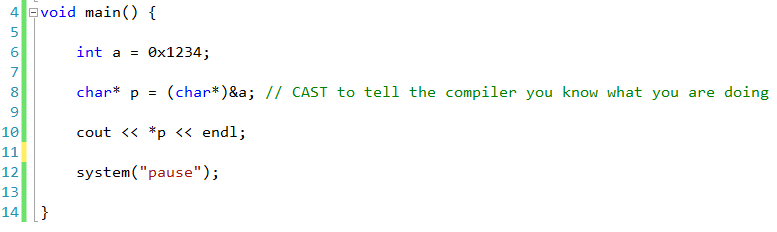 4 void main() {
5
6 int a = 0x1234;
7
8 char* p = (char*)&a; // CAST to tell the compiler you know what you are doing
9
10 cout << *p << endl;
11
12 system("pause");
13
14 }